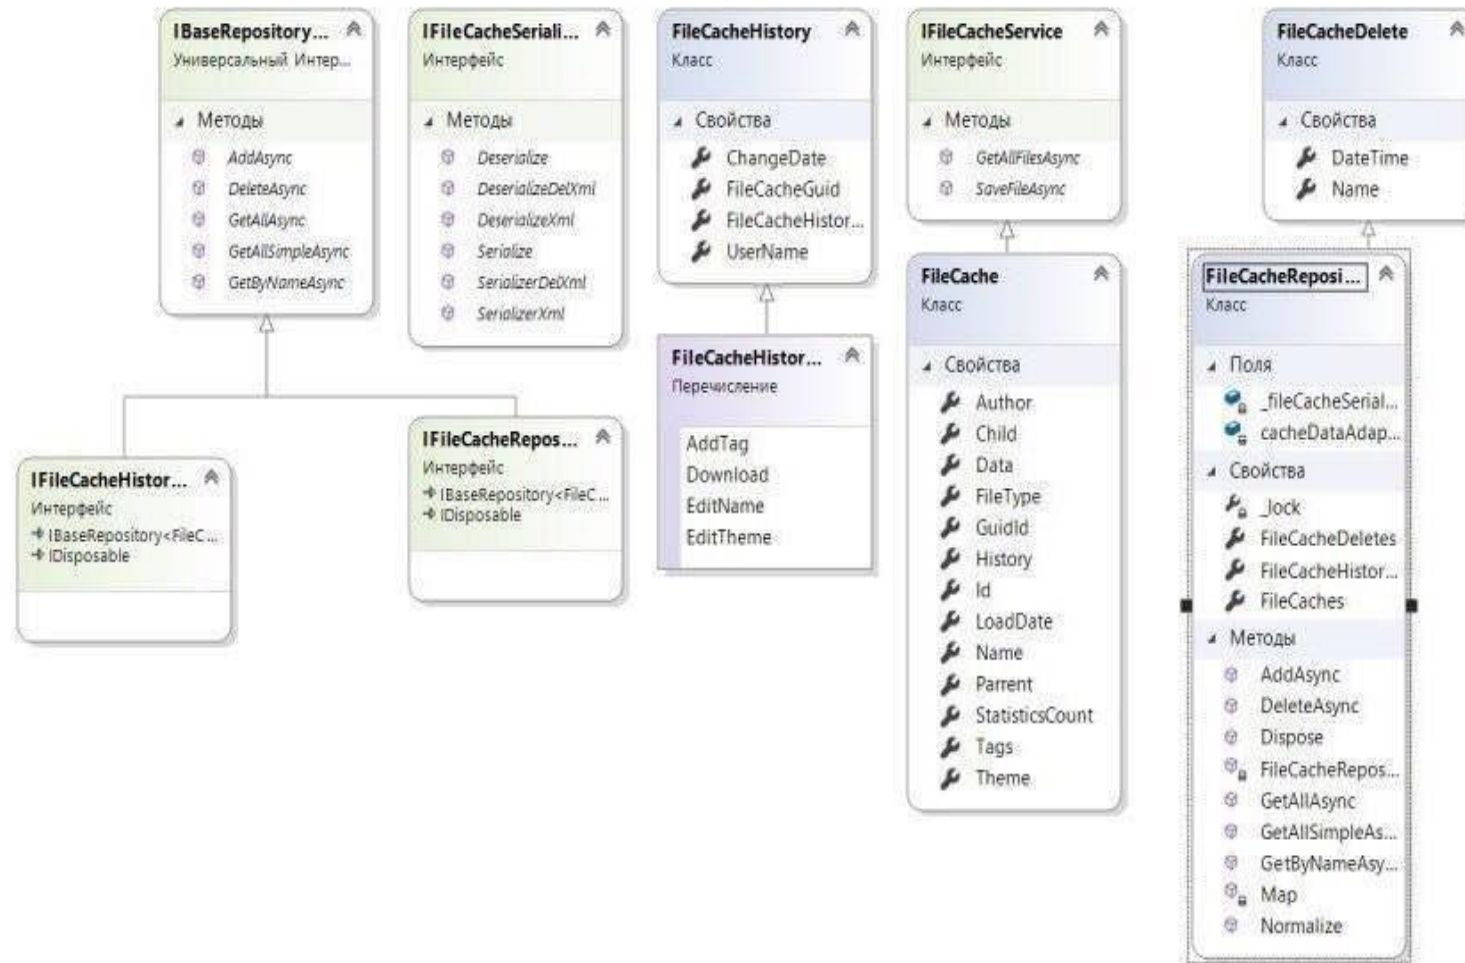 IBaseRepository...
Универсальный Интер...
Методы
AddAsync
DeleteAsync
GetAllAsync
GetAllSimpleAsync
GetByNameAsync
IFileCacheSeriali...
Интерфейс
Методы
Deserialize
DeserializeDelXml
DeserializeXml
Serialize
SerializerDelXml
SerializerXml
FileCacheHistory
Класс
Свойства
ChangeDate
FileCacheGuid
FileCacheHistor...
UserName
IFileCacheService
Интерфейс
Методы
GetAllFilesAsync
SaveFileAsync
FileCacheDelete
Класс
Свойства
DateTime
Name
IFileCacheHistor...
Интерфейс
IBaseRepository<FileC...
IDisposable
IFileCacheRepos...
Интерфейс
IBaseRepository<FileC...
IDisposable
FileCacheHistor...
Перечисление
AddTag
Download
EditName
EditTheme
FileCache
Класс
Свойства
Author
Child
Data
FileType
GuidId
History
Id
LoadDate
Name
Parrent
StatisticsCount
Tags
Theme
FileCacheReposi...
Класс
Поля
_fileCacheSerial...
cacheDataAdap...
Свойства
_lock
FileCacheDeletes
FileCacheHistor...
FileCaches
Методы
AddAsync
DeleteAsync
Dispose
FileCacheRepos...
GetAllAsync
GetAllSimpleAs...
GetByNameAsy...
Map
Normalize